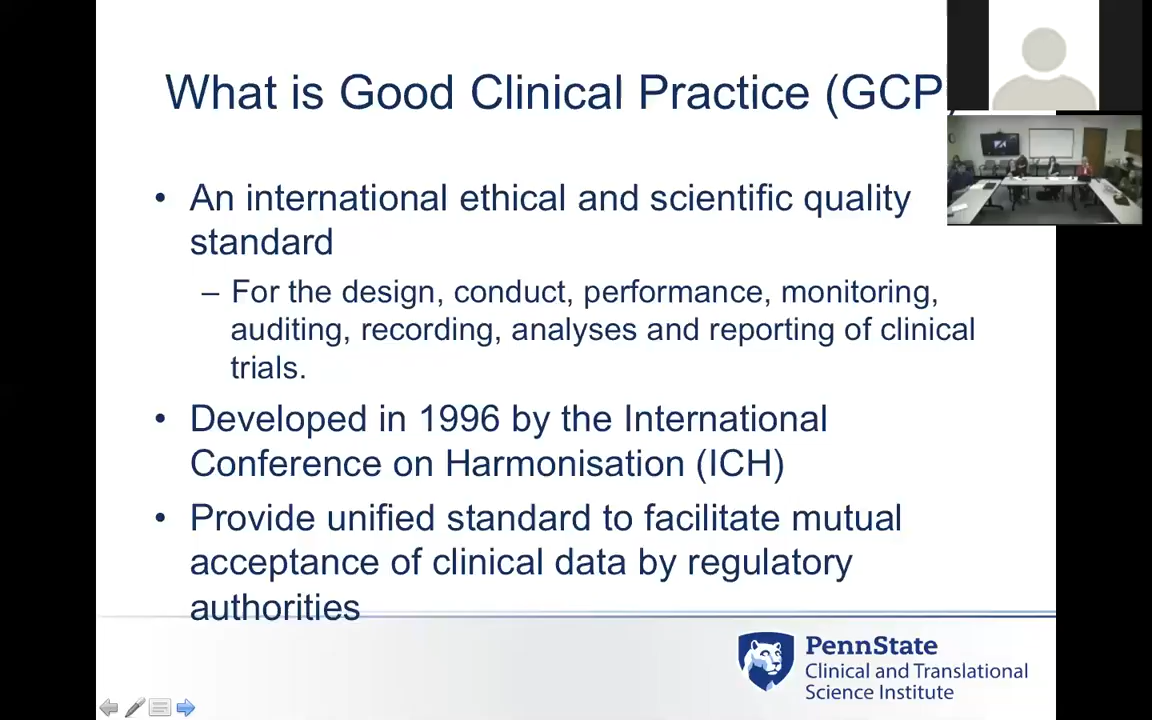 What is Good Clinical Practice (GCP)
• An international ethical and scientific quality
standard
– For the design, conduct, performance, monitoring,
auditing, recording, analyses and reporting of clinical
trials.
• Developed in 1996 by the International
Conference on Harmonisation (ICH)
• Provide unified standard to facilitate mutual
acceptance of clinical data by regulatory
authorities
PennState
Clinical and Translational
Science Institute